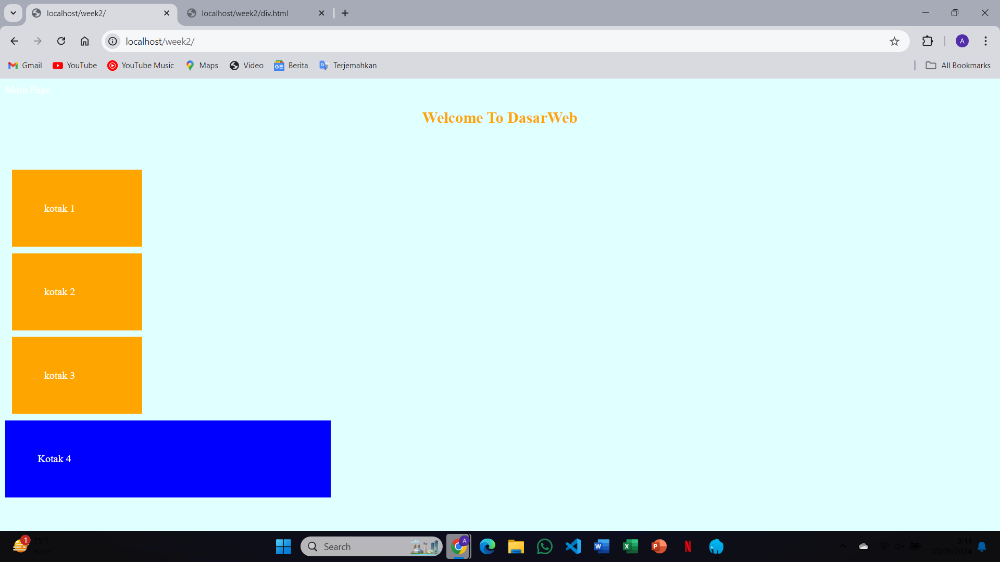 localhost/week2/
localhost/week2/div.html
localhost/week2/
A
Gmail
YouTube
YouTube Music
Maps
Video
Berita
Terjemahkan
All Bookmarks
Main Page
Welcome To DasarWeb
kotak 1
kotak 2
kotak 3
Kotak 4
1
75°F
Haze
Search
A
8:44
05/09/2024